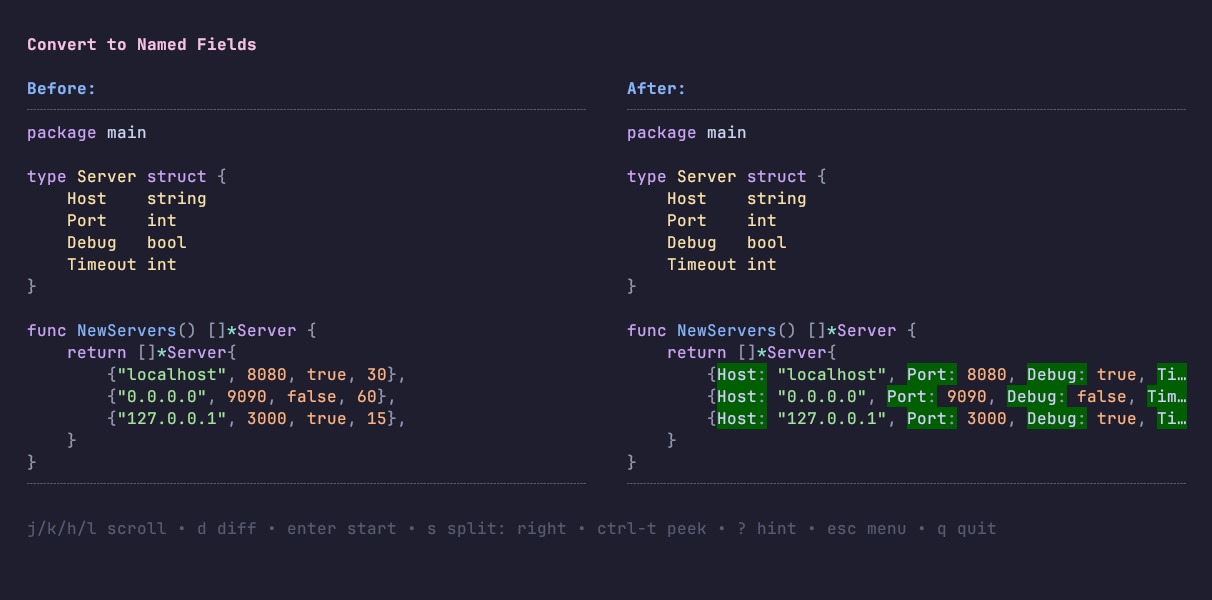 Convert to Named Fields
Before:
package main
type Server struct {
    Host    string
    Port    int
    Debug   bool
    Timeout int
}
func NewServers() []*Server {
    return []*Server{
        {"localhost", 8080, true, 30},
        {"0.0.0.0", 9090, false, 60},
        {"127.0.0.1", 3000, true, 15},
    }
}
After:
package main
type Server struct {
    Host    string
    Port    int
    Debug   bool
    Timeout int
}
func NewServers() []*Server {
    return []*Server{
        {Host: "localhost", Port: 8080, Debug: true, Ti…
        {Host: "0.0.0.0", Port: 9090, Debug: false, Tim…
        {Host: "127.0.0.1", Port: 3000, Debug: true, Ti…
    }
}
j/k/h/l scroll • d diff • enter start • s split: right • ctrl-t peek • ? hint • esc menu • q quit